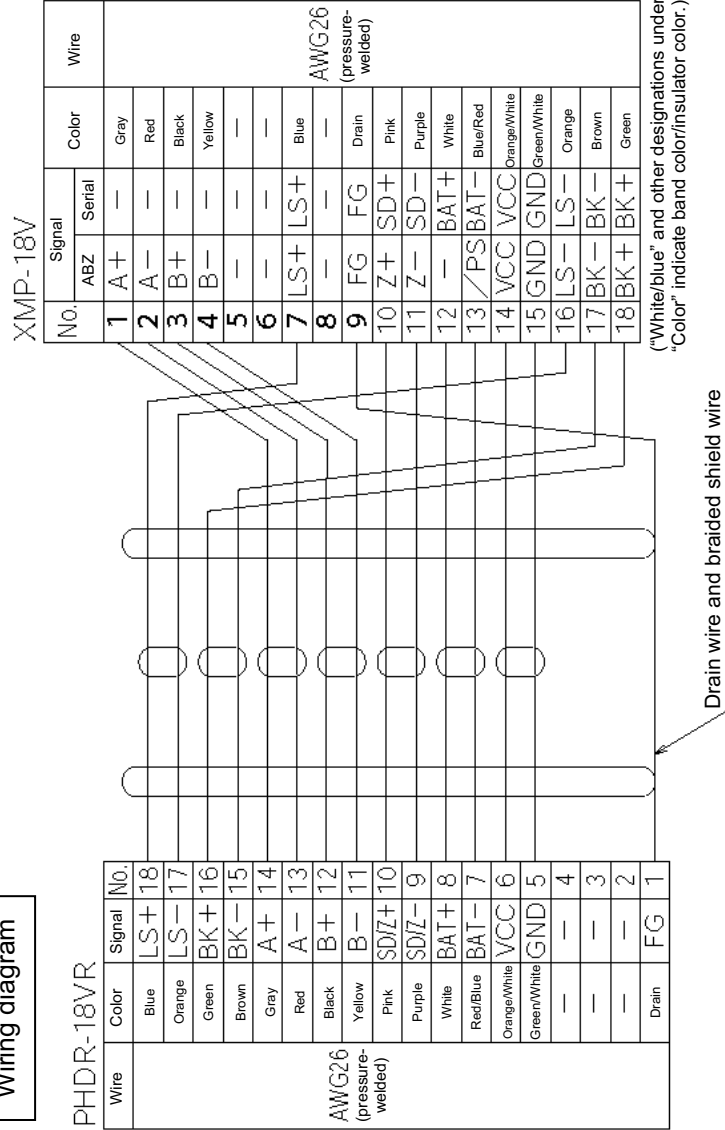 Wiring diagram
PHDR-18VR
Wire Color Signal No.
AWG26
(pressure-
welded)
Blue LS+ 18
Orange LS− 17
Green BK+ 16
Brown BK− 15
Gray A+ 14
Red A− 13
Black B+ 12
Yellow B− 11
Pink SD/Z+ 10
Purple SD/Z− 9
White BAT+ 8
Red/Blue BAT− 7
Orange/White VCC 6
Green/White GND 5
— — 4
— — 3
— — 2
Drain FG 1
XMP-18V
No. Signal Color Wire
ABZ Serial
1 A+ — Gray
2 A− — Red
3 B+ — Black
4 B− — Yellow
5 — — —
6 — — —
7 LS+ LS+ Blue
8 — — —
9 FG FG Drain
10 Z+ SD+ Pink
11 Z− SD− Purple
12 — BAT+ White
13 /PS BAT− Blue/Red
14 VCC VCC Orange/White
15 GND GND Green/White
16 LS− LS− Orange
17 BK− BK− Brown
18 BK+ BK+ Green
AWG26
(pressure-
welded)
("White/blue" and other designations under
"Color" indicate band color/insulator color.)
Drain wire and braided shield wire